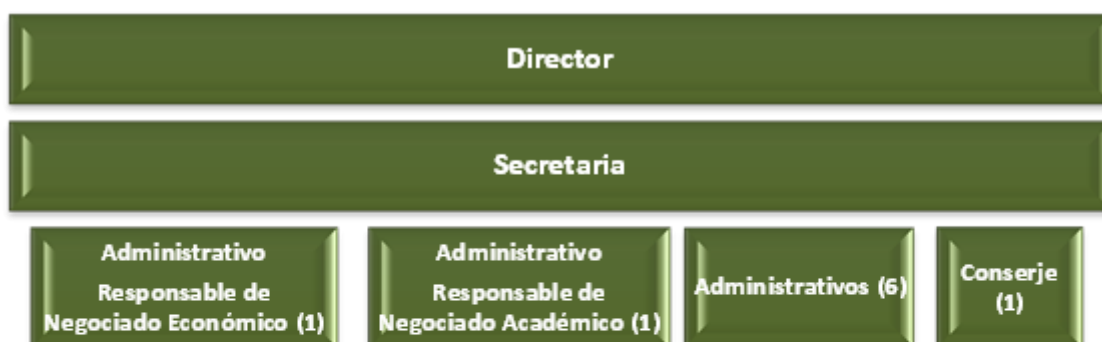 Director
Secretaria
Administrativo
Responsable de
Negociado Económico (1)
Administrativo
Responsable de
Negociado Académico (1)
Administrativos (6)
Conserje
(1)